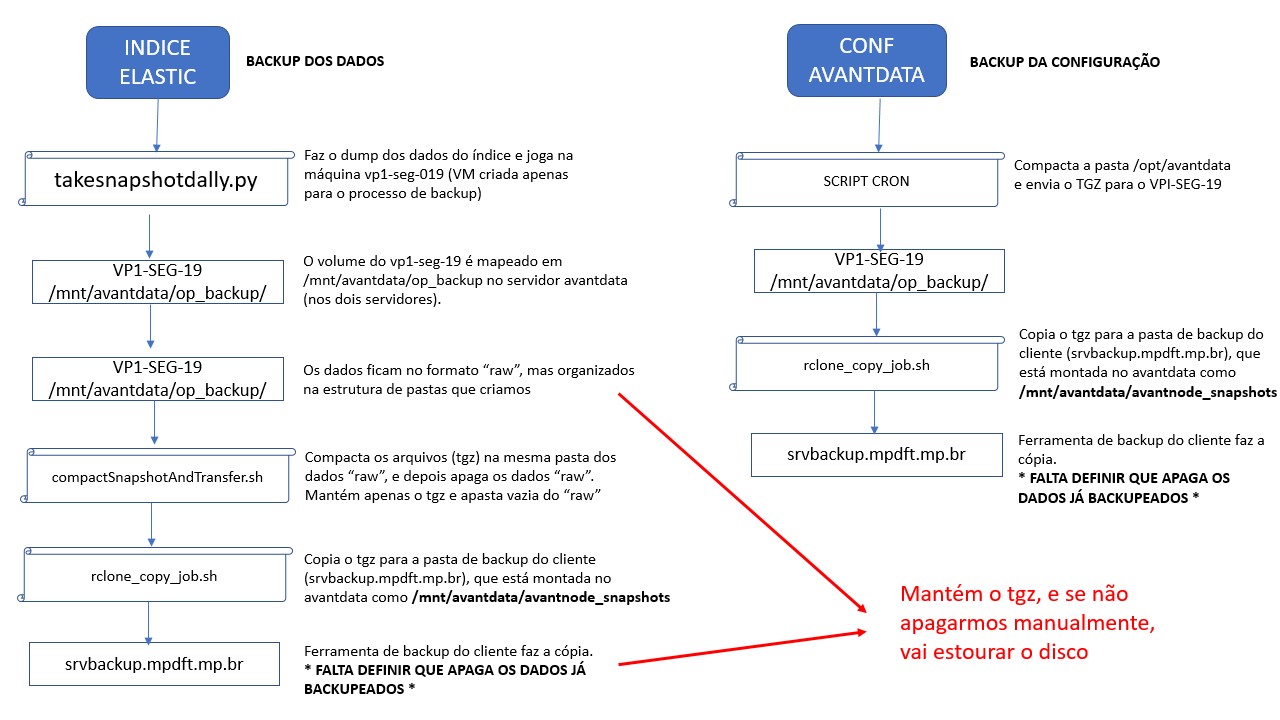 INDICE
ELASTIC
BACKUP DOS DADOS
takesnapshotdally.py
Faz o dump dos dados do índice e joga na
máquina vp1-seg-019 (VM criada apenas
para o processo de backup)
VP1-SEG-19
/mnt/avantdata/op_backup/
O volume do vp1-seg-19 é mapeado em
/mnt/avantdata/op_backup no servidor avantdata
(nos dois servidores).
VP1-SEG-19
/mnt/avantdata/op_backup/
Os dados ficam no formato “raw”, mas organizados
na estrutura de pastas que criamos
compactSnapshotAndTransfer.sh
Compacta os arquivos (tgz) na mesma pasta dos
dados “raw”, e depois apaga os dados “raw”.
Mantém apenas o tgz e apasta vazia do “raw”
rclone_copy_job.sh
Copia o tgz para a pasta de backup do cliente
(srvbackup.mpdft.mp.br), que está montada no
avantdata como /mnt/avantdata/avantnode_snapshots
srvbackup.mpdft.mp.br
Ferramenta de backup do cliente faz a cópia.
* FALTA DEFINIR QUE APAGA OS DADOS JÁ
BACKUPEADOS *
CONF
AVANTDATA
BACKUP DA CONFIGURAÇÃO
SCRIPT CRON
Compacta a pasta /opt/avantdata
e envia o TGZ para o VPI-SEG-19
VP1-SEG-19
/mnt/avantdata/op_backup/
rclone_copy_job.sh
Copia o tgz para a pasta de backup do
cliente (srvbackup.mpdft.mp.br), que
está montada no avantdata como
/mnt/avantdata/avantnode_snapshots
srvbackup.mpdft.mp.br
Ferramenta de backup do cliente faz a
cópia.
* FALTA DEFINIR QUE APAGA OS
DADOS JÁ BACKUPEADOS *
Mantém o tgz, e se não
apagarmos manualmente,
vai estourar o disco